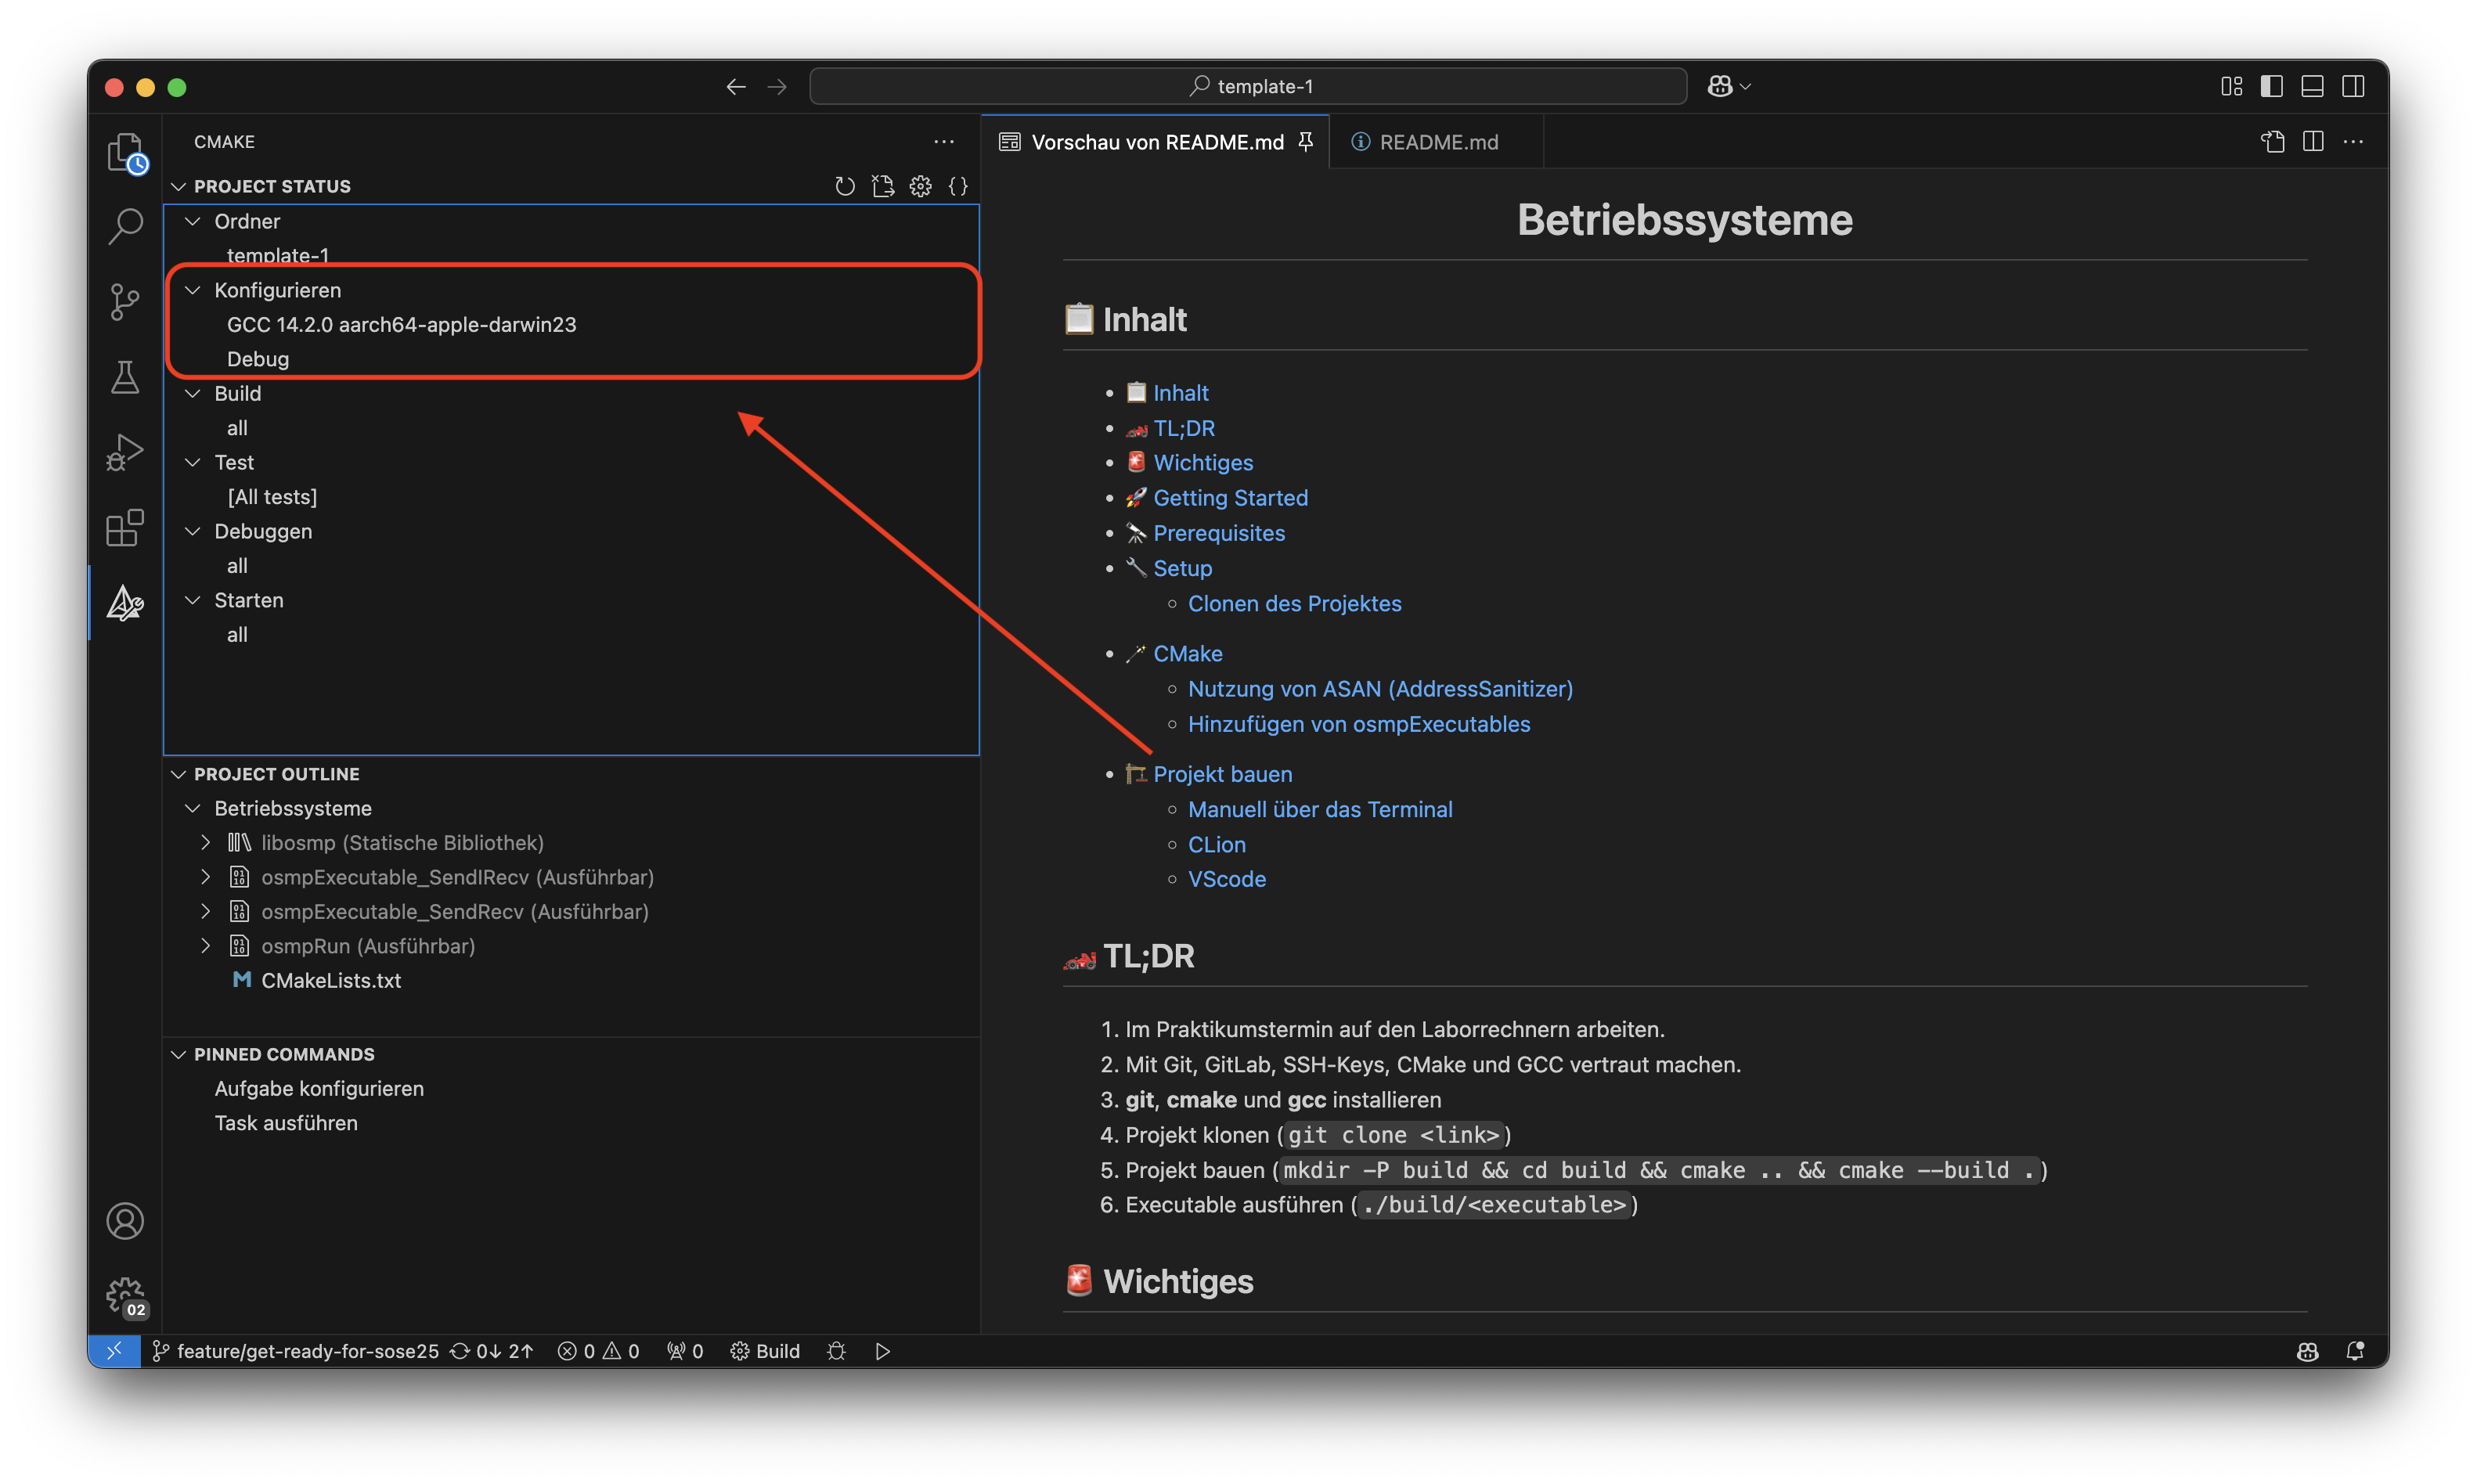 template-1
CMAKE
PROJECT STATUS
Ordner
template-1
Konfigurieren
GCC 14.2.0 aarch64-apple-darwin23
Debug
Build
all
Test
[All tests]
Debuggen
all
Starten
all
PROJECT OUTLINE
Betriebssysteme
libosmp (Statische Bibliothek)
osmpExecutable_SendIRecv (Ausführbar)
osmpExecutable_SendRecv (Ausführbar)
osmpRun (Ausführbar)
M CMakeLists.txt
PINNED COMMANDS
Aufgabe konfigurieren
Task ausführen
02
Vorschau von README.md
README.md
Betriebssysteme
📋 Inhalt
• 📋 Inhalt
• 🏎️ TL;DR
• 🚨 Wichtiges
• 🚀 Getting Started
• 🔭 Prerequisites
• 🔧 Setup
◦ Clonen des Projektes
• 🪄 CMake
◦ Nutzung von ASAN (AddressSanitizer)
◦ Hinzufügen von osmpExecutables
• 🏗️ Projekt bauen
◦ Manuell über das Terminal
◦ CLion
◦ VScode
🏎️ TL;DR
1. Im Praktikumstermin auf den Laborrechnern arbeiten.
2. Mit Git, GitLab, SSH-Keys, CMake und GCC vertraut machen.
3. git, cmake und gcc installieren
4. Projekt klonen (git clone <link>)
5. Projekt bauen (mkdir -P build && cd build && cmake .. && cmake --build .)
6. Executable ausführen (./build/<executable>)
🚨 Wichtiges
feature/get-ready-for-sose25 0↓ 2↑ 0 0 0 Build